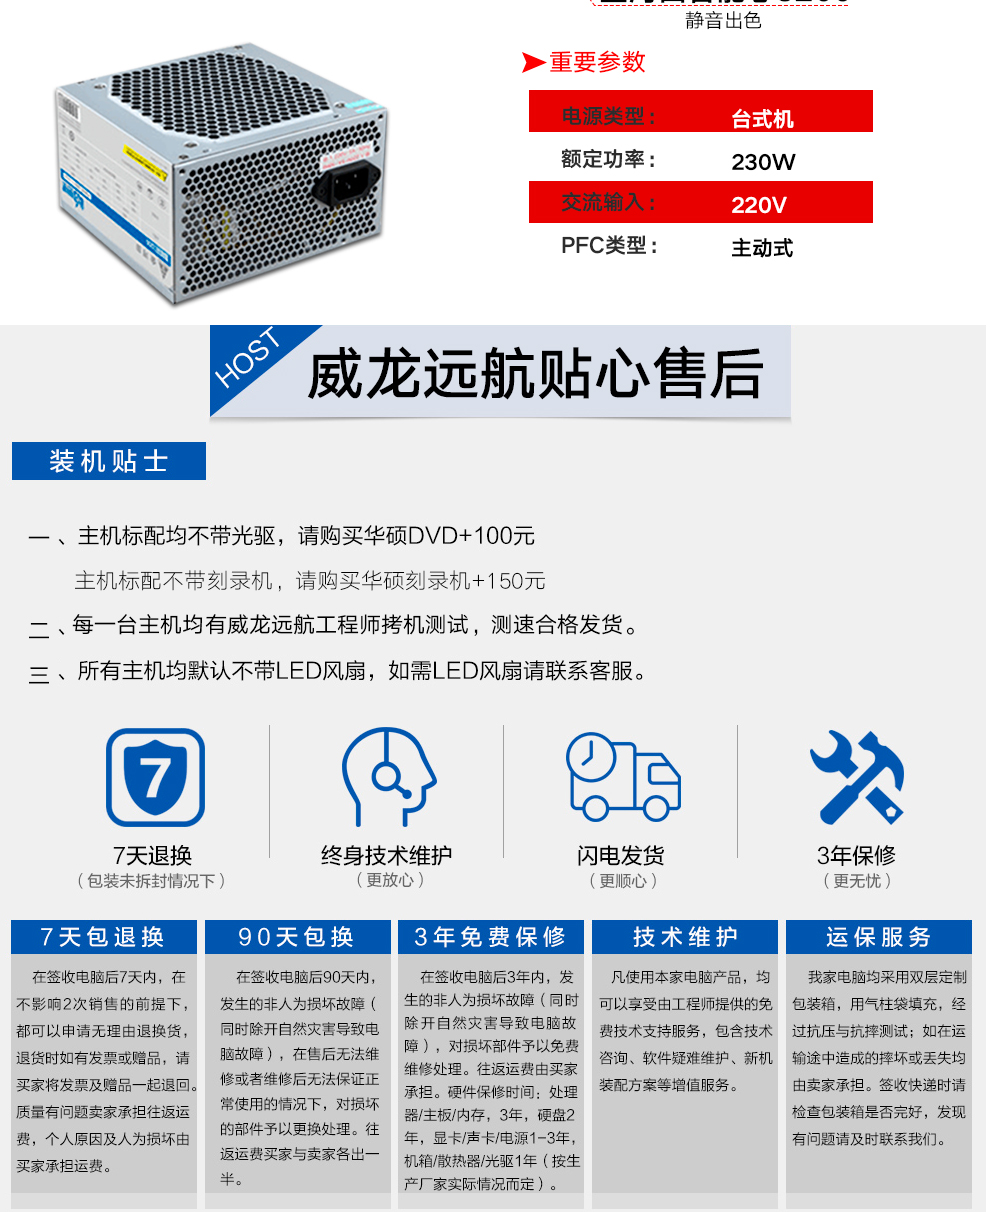 静音出色
重要参数
电源类型： 台式机
额定功率： 230W
交流输入： 220V
PFC类型： 主动式
HOST
威龙远航贴心售后
装机贴士
一、主机标配均不带光驱，请购买华硕DVD+100元
主机标配不带刻录机，请购买华硕刻录机+150元
二、每一台主机均有威龙远航工程师拷机测试，测速合格发货。
三、所有主机均默认不带LED风扇，如需LED风扇请联系客服。
7
7天退换
（包装未拆封情况下）
终身技术维护
（更放心）
闪电发货
（更顺心）
3年保修
（更无忧）
7天包退换
在签收电脑后7天内，在
不影响2次销售的前提下，
都可以申请无理由退换货，
退货时如有发票或赠品，请
买家将发票及赠品一起退回。
质量有问题卖家承担往返运
费，个人原因及人为损坏由
买家承担运费。
90天包换
在签收电脑后90天内，
发生的非人为损坏故障（
同时除开自然灾害导致电
脑故障），在售后无法维
修或者维修后无法保证正
常使用的情况下，对损坏
的部件予以更换处理。往
返运费买家与卖家各出一
半。
3年免费保修
在签收电脑后3年内，发
生的非人为损坏故障（同时
除开自然灾害导致电脑故
障），对损坏部件予以免费
维修处理。往返运费由买家
承担。硬件保修时间：处理
器/主板/内存，3年，硬盘2
年，显卡/声卡/电源1-3年，
机箱/散热器/光驱1年（按生
产厂家实际情况而定）。
技术维护
凡使用本家电脑产品，均
可以享受由工程师提供的免
费技术支持服务，包含技术
咨询、软件疑难维护、新机
装配方案等增值服务。
运保服务
我家电脑均采用双层定制
包装箱，用气柱袋填充，经
过抗压与抗摔测试；如在运
输途中造成的摔坏或丢失均
由卖家承担。签收快递时请
检查包装箱是否完好，发现
有问题请及时联系我们。